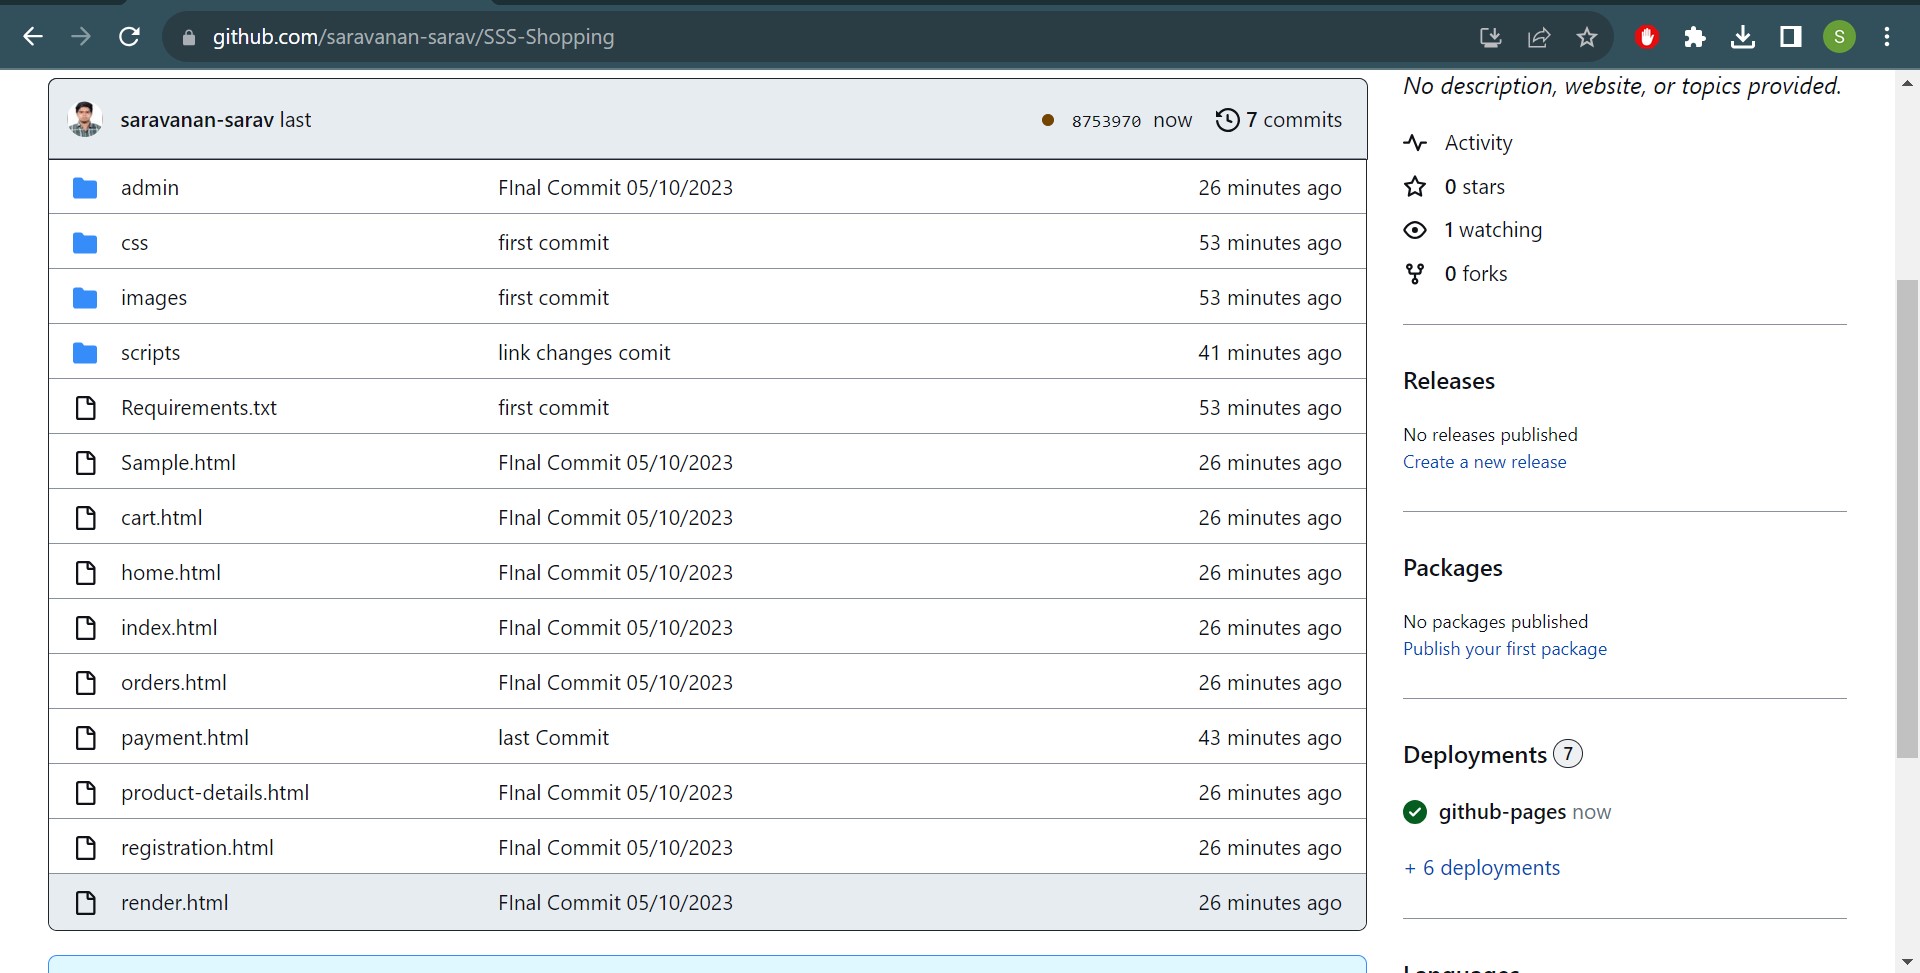 github.com/saravanan-sarav/SSS-Shopping
S
saravanan-sarav last
8753970 now 7 commits
admin FInal Commit 05/10/2023 26 minutes ago
css first commit 53 minutes ago
images first commit 53 minutes ago
scripts link changes comit 41 minutes ago
Requirements.txt first commit 53 minutes ago
Sample.html FInal Commit 05/10/2023 26 minutes ago
cart.html FInal Commit 05/10/2023 26 minutes ago
home.html FInal Commit 05/10/2023 26 minutes ago
index.html FInal Commit 05/10/2023 26 minutes ago
orders.html FInal Commit 05/10/2023 26 minutes ago
payment.html last Commit 43 minutes ago
product-details.html FInal Commit 05/10/2023 26 minutes ago
registration.html FInal Commit 05/10/2023 26 minutes ago
render.html FInal Commit 05/10/2023 26 minutes ago
No description, website, or topics provided.
Activity
0 stars
1 watching
0 forks
Releases
No releases published
Create a new release
Packages
No packages published
Publish your first package
Deployments 7
github-pages now
+ 6 deployments